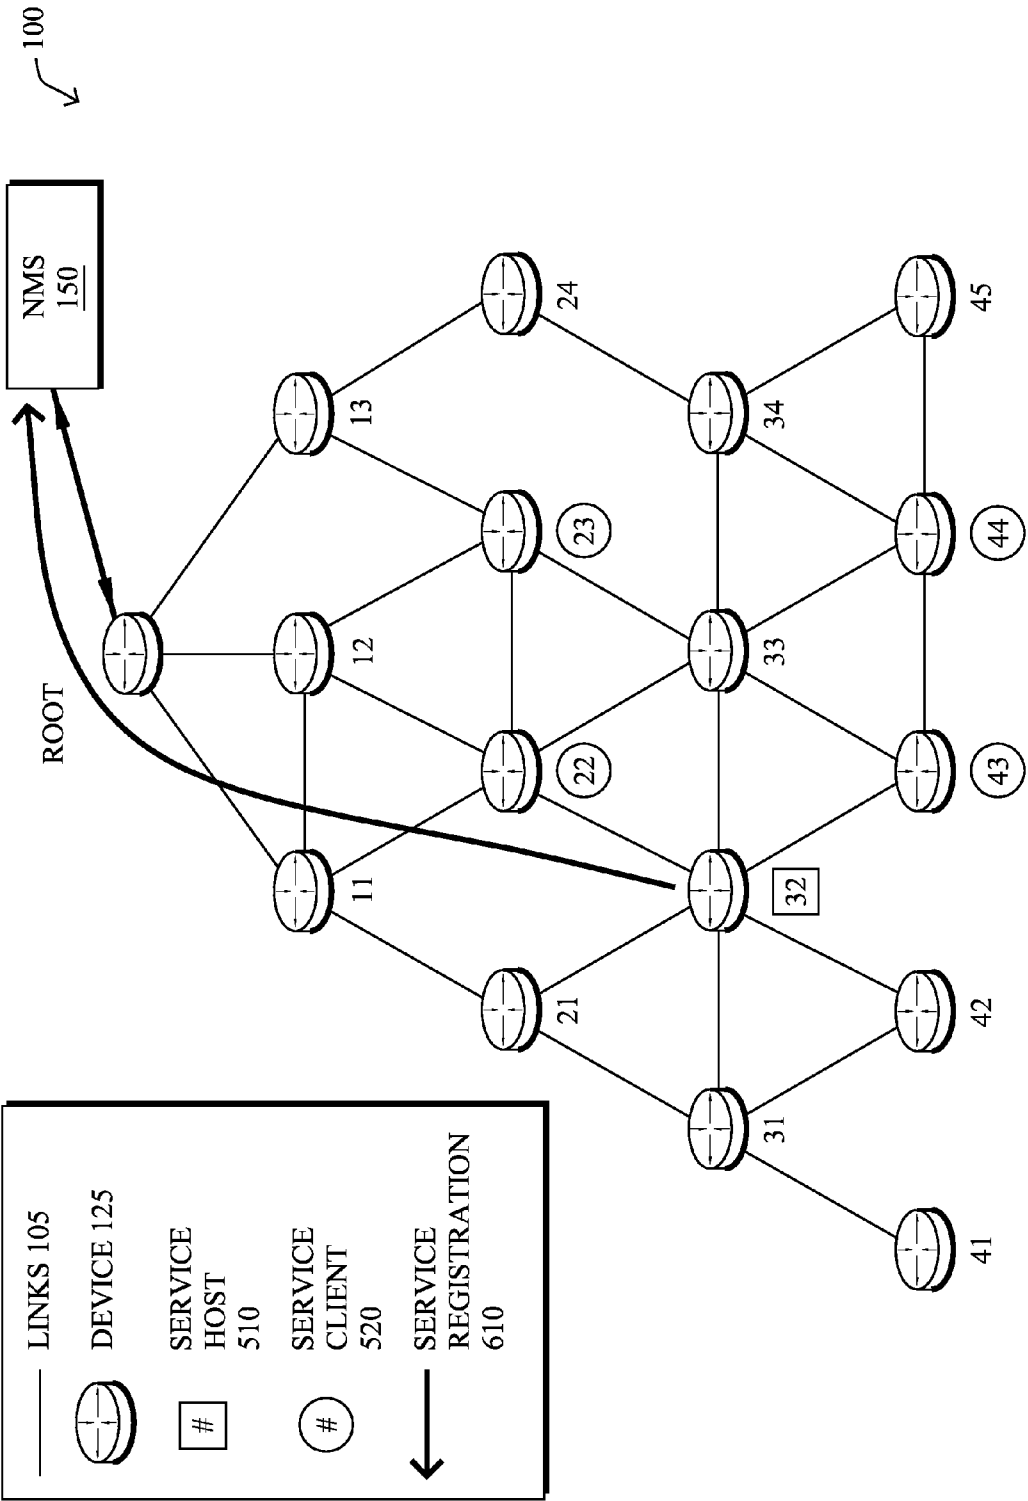 100
NMS
150
ROOT
11
12
13
21
22
23
24
31
32
33
34
41
42
43
44
45
LINKS 105
DEVICE 125
#
SERVICE
HOST
510
#
SERVICE
CLIENT
520
SERVICE
REGISTRATION
610